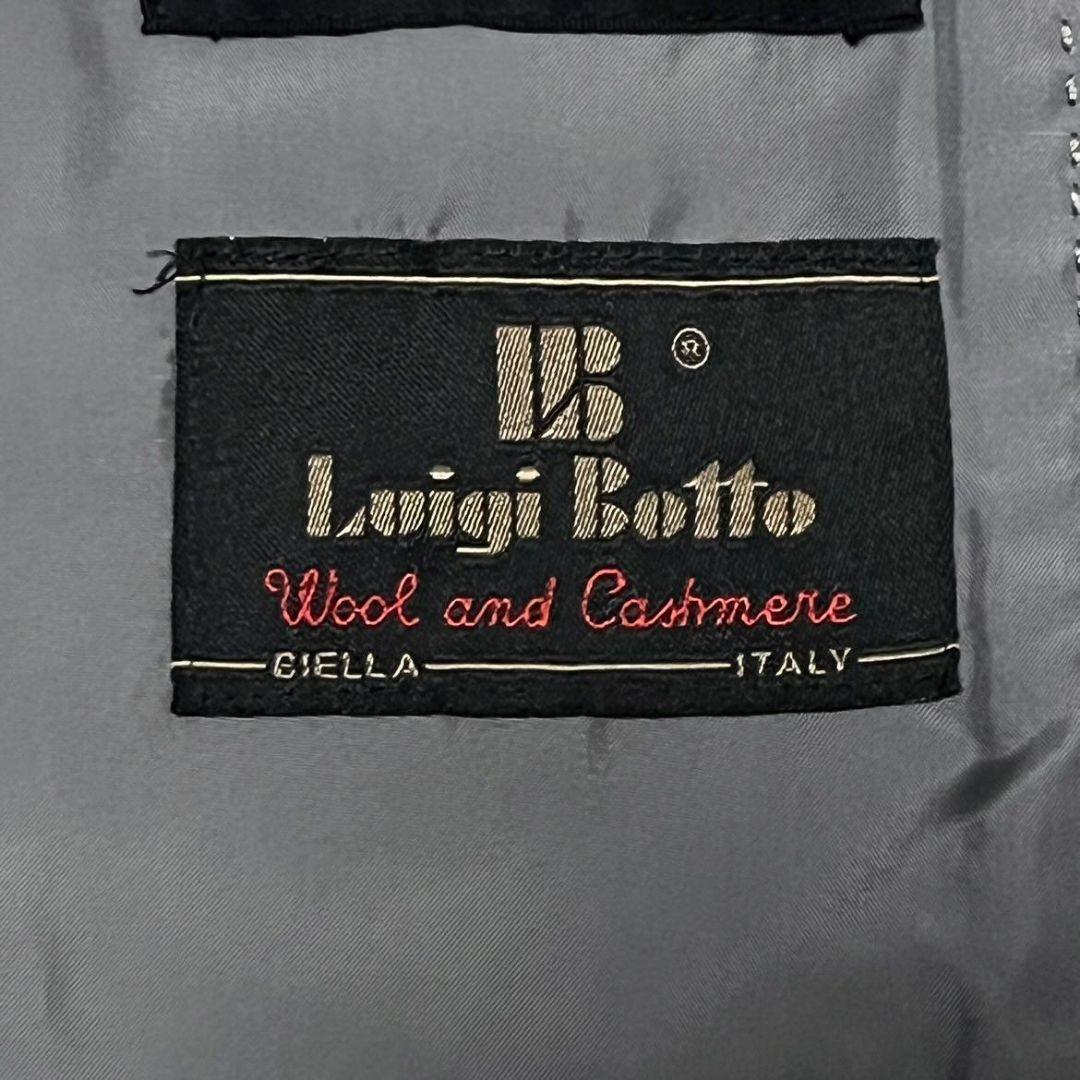 LB ®
Luigi Botto
Wool and Cashmere
BIELLA ITALY